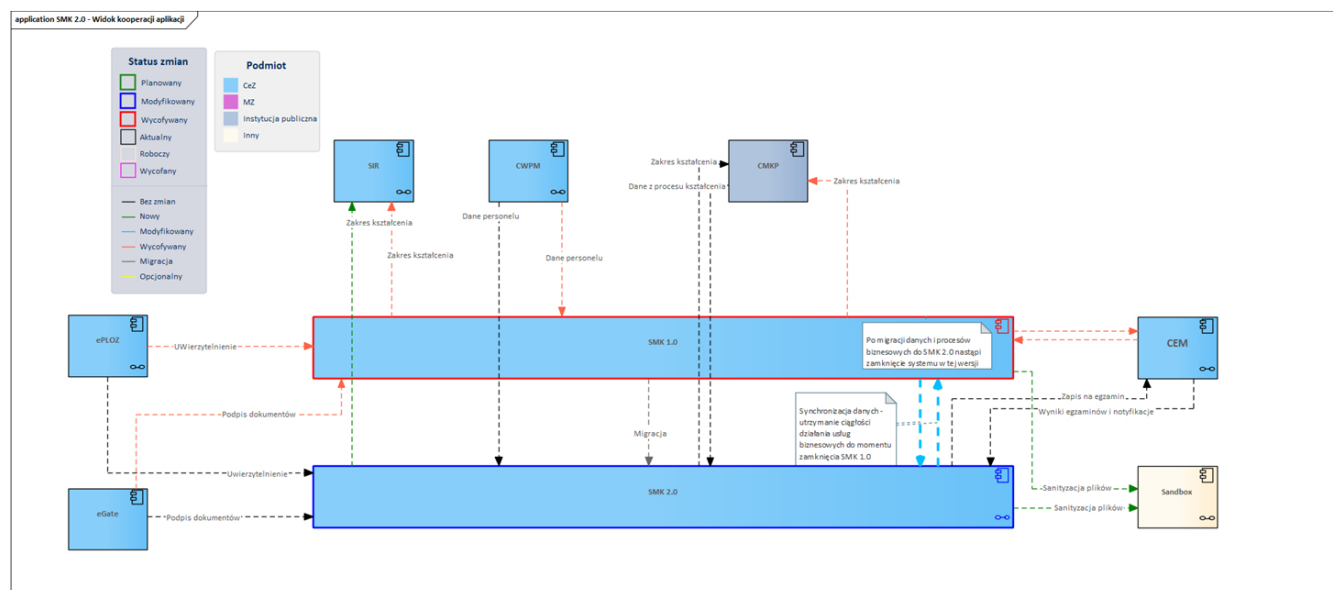 application SMK 2.0 - Widok kooperacji aplikacji
Status zmian
Planowany
Modyfikowany
Wycofywany
Aktualny
Roboczy
Wycofany
Bez zmian
Nowy
Modyfikowany
Wycofywany
Migracja
Opcjonalny
Podmiot
CeZ
MZ
Instytucja publiczna
Inny
SIR
CWPM
CMKP
Zakres kształcenia
Dane z procesu kształcenia
Zakres kształcenia
Zakres kształcenia
Zakres kształcenia
Dane personelu
Dane personelu
ePLOZ
UWierzytelnienie
SMK 1.0
Po migracji danych i procesów
biznesowych do SMK 2.0 nastąpi
zamknięcie systemu w tej wersji
CEM
Podpis dokumentów
Migracja
Synchronizacja danych -
utrzymanie ciągłości
działania usług
biznesowych do momentu
zamknięcia SMK 1.0
Zapis na egzamin
Wyniki egzaminów i notyfikacje
Uwierzytelnienie
SMK 2.0
eGate
Podpis dokumentów
Sanityzacja plików
Sanityzacja plików
Sandbox